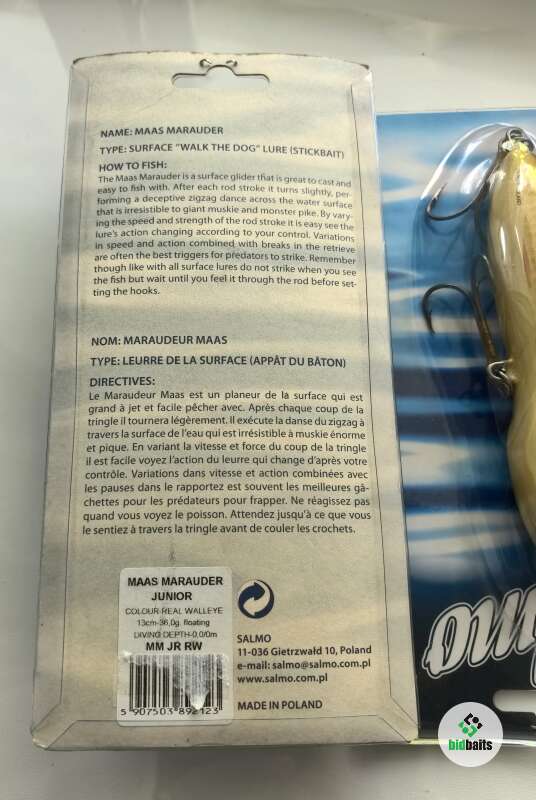 NAME: MAAS MARAUDER
TYPE: SURFACE "WALK THE DOG" LURE (STICKBAIT)
HOW TO FISH:
The Maas Marauder is a surface glider that is great to cast and
easy to fish with. After each rod stroke it turns slightly, per-
forming a deceptive zigzag dance across the water surface
that is irresistible to giant muskie and monster pike. By vary-
ing the speed and strength of the rod stroke it is easy see the
lure's action changing according to your control. Variations
in speed and action combined with breaks in the retrieve
are often the best triggers for predators to strike. Remember
though like with all surface lures do not strike when you see
the fish but wait until you feel it through the rod before set-
ting the hooks.
NOM: MARAUDEUR MAAS
TYPE: LEURRE DE LA SURFACE (APPÂT DU BÂTON)
DIRECTIVES:
Le Maraudeur Maas est un planeur de la surface qui est
grand à jet et facile pêcher avec. Après chaque coup de la
tringle il tournera légèrement. Il exécute la danse du zigzag à
travers la surface de l'eau qui est irrésistible à muskie énorme
et pique. En variant la vitesse et force du coup de la tringle
il est facile voyez l'action du leurre qui change d'après votre
contrôle. Variations dans vitesse et action combinées avec
les pauses dans le rapportez est souvent les meilleures gâ-
chettes pour les prédateurs pour frapper. Ne réagissez pas
quand vous voyez le poisson. Attendez jusqu'à ce que vous
le sentiez à travers la tringle avant de couler les crochets.
MAAS MARAUDER
JUNIOR
COLOUR-REAL WALLEYE
13cm-36,0g. floating
DIVING DEPTH-0,0/0m
MM JR RW
5 907503 892123
SALMO
11-036 Gietrzwałd 10, Poland
e-mail: salmo@salmo.com.pl
www.salmo.com.pl
MADE IN POLAND
bidbaits